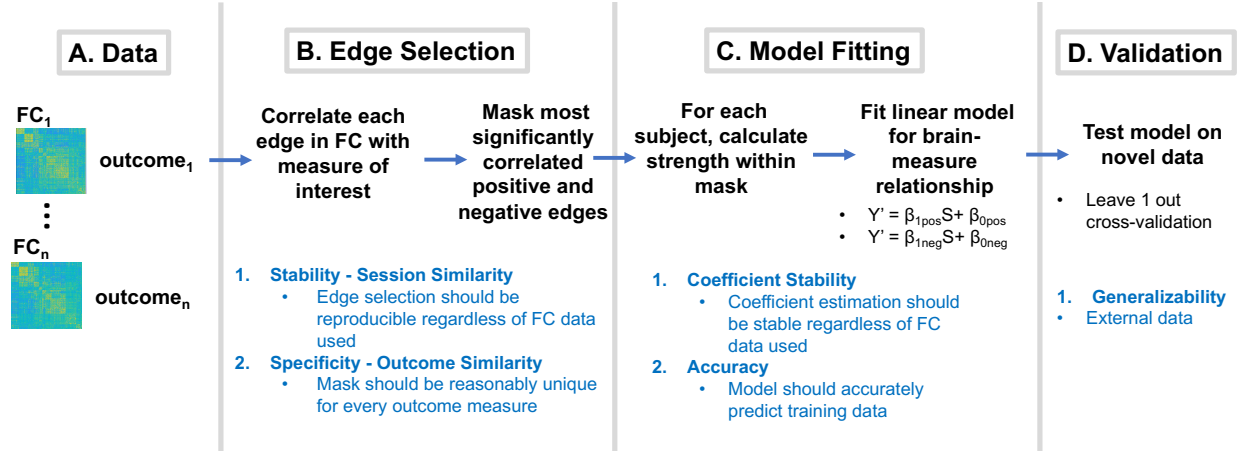 A. Data
FC1
outcome1
FCn
outcomen
B. Edge Selection
Correlate each
edge in FC with
measure of
interest
Mask most
significantly
correlated
positive and
negative edges
1. Stability - Session Similarity
• Edge selection should be
reproducible regardless of FC data
used
2. Specificity - Outcome Similarity
• Mask should be reasonably unique
for every outcome measure
C. Model Fitting
For each
subject, calculate
strength within
mask
Fit linear model
for brain-
measure
relationship
• Y’ = β1posS+ β0pos
• Y’ = β1negS+ β0neg
1. Coefficient Stability
• Coefficient estimation should
be stable regardless of FC
data used
2. Accuracy
• Model should accurately
predict training data
D. Validation
Test model on
novel data
• Leave 1 out
cross-validation
1. Generalizability
• External data